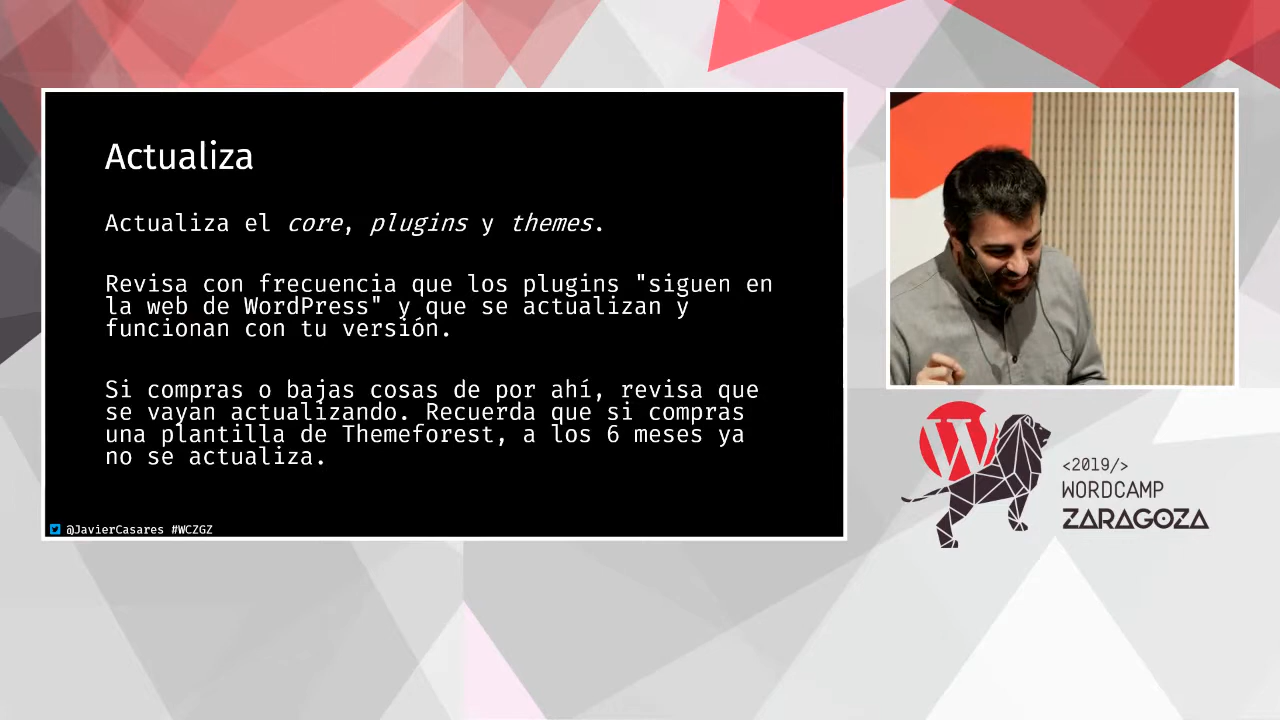 Actualiza
Actualiza el core, plugins y themes.
Revisa con frecuencia que los plugins "siguen en
la web de WordPress" y que se actualizan y
funcionan con tu versión.
Si compras o bajas cosas de por ahí, revisa que
se vayan actualizando. Recuerda que si compras
una plantilla de Themeforest, a los 6 meses ya
no se actualiza.
@JavierCasares #WCZGZ
W
<2019/>
WORDCAMP
ZARAGOZA